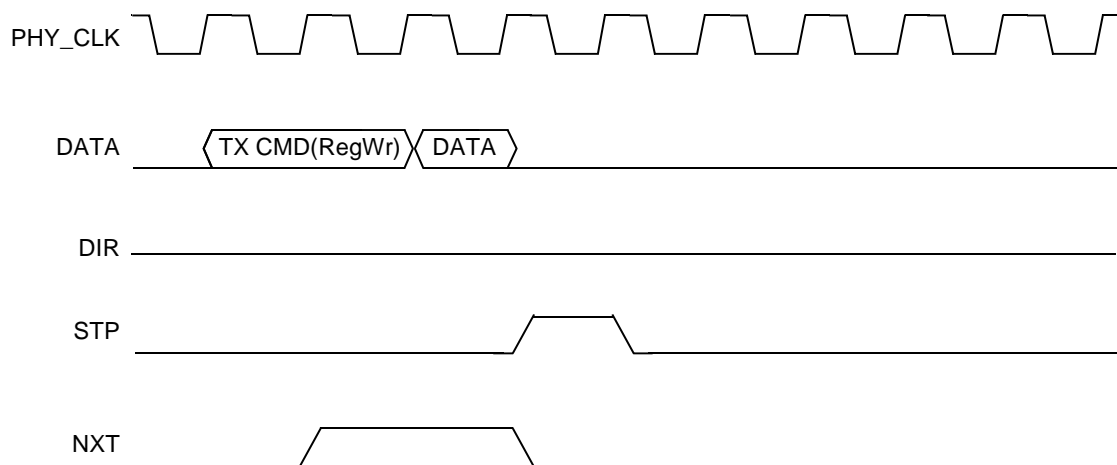 PHY_CLK
DATA TX CMD(RegWr) DATA
DIR
STP
NXT